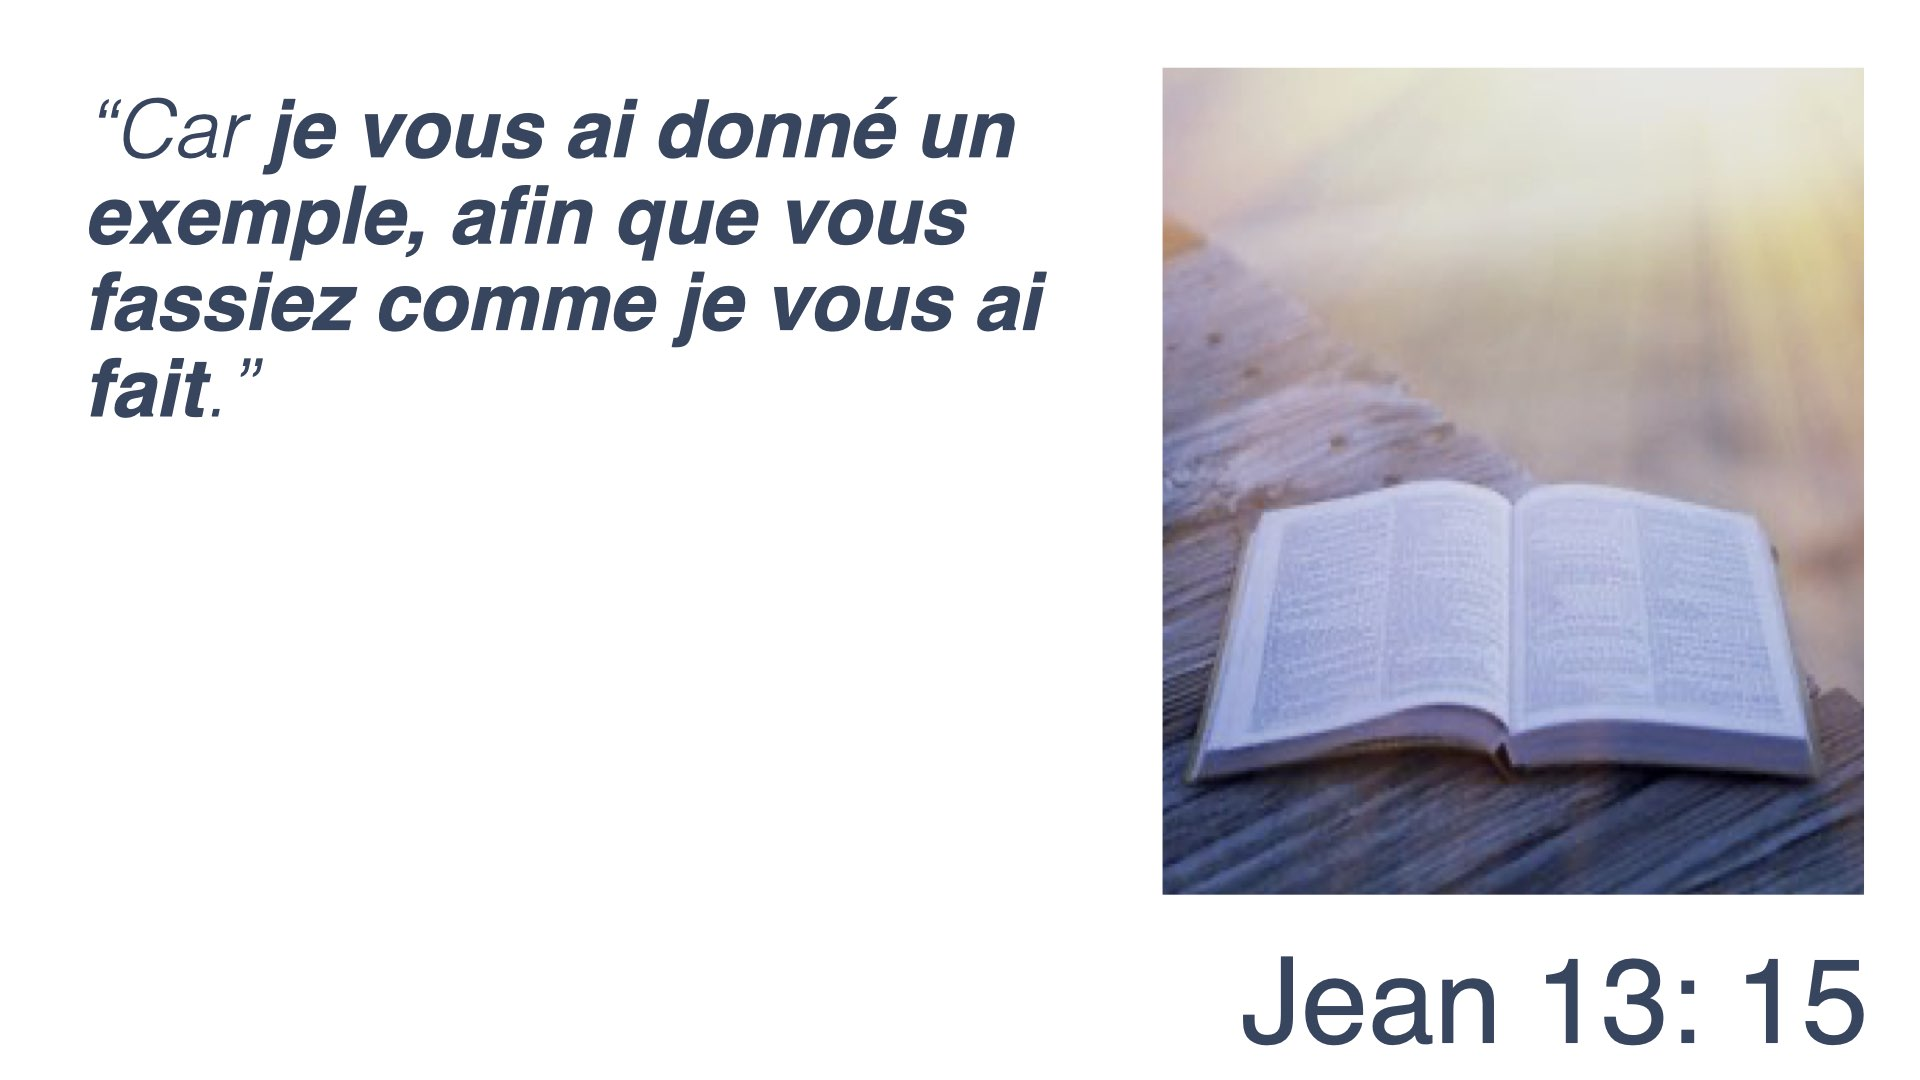 “Car je vous ai donné un
exemple, afin que vous
fassiez comme je vous ai
fait.”
Jean 13: 15